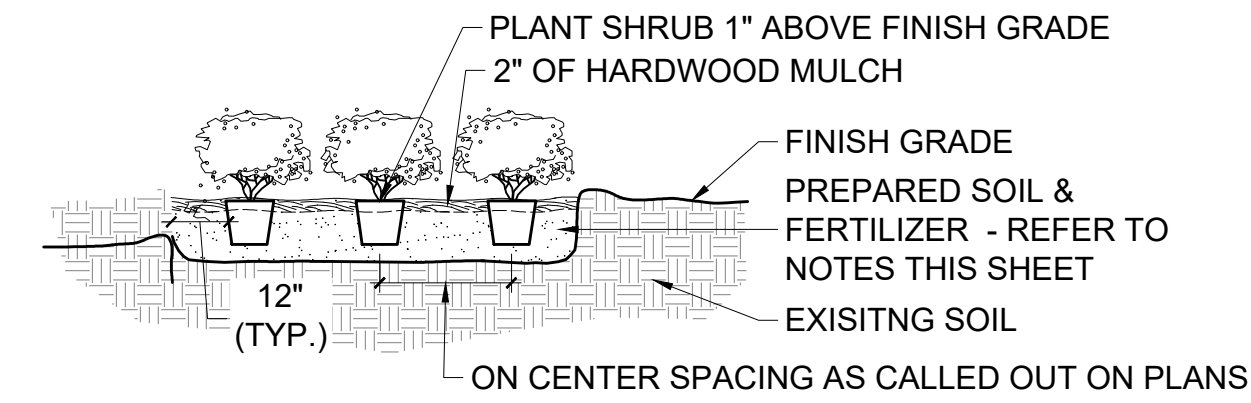 PLANT SHRUB 1" ABOVE FINISH GRADE
2" OF HARDWOOD MULCH
FINISH GRADE
PREPARED SOIL &
FERTILIZER - REFER TO
NOTES THIS SHEET
12"
(TYP.)
EXISITNG SOIL
ON CENTER SPACING AS CALLED OUT ON PLANS